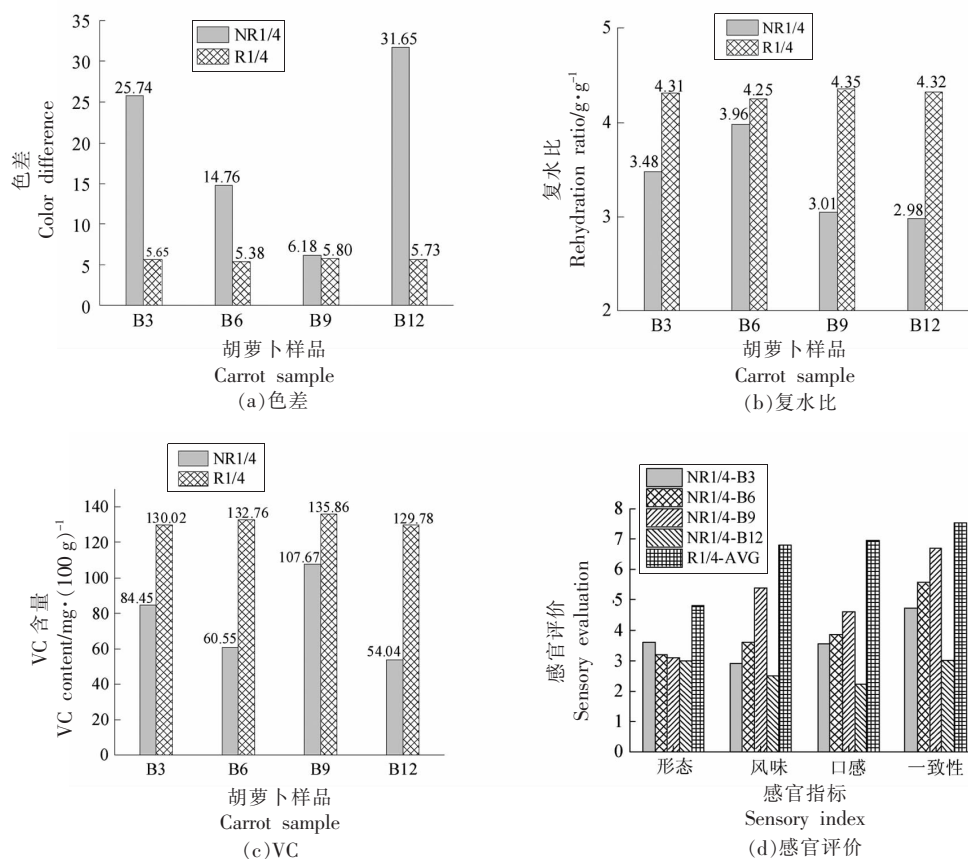 35
30
25
20
15
10
5
0
色差
Color difference
NR1/4
R1/4
25.74
5.65
14.76
5.38
6.18
5.80
31.65
5.73
B3 B6 B9 B12
胡萝卜样品
Carrot sample
(a)色差
5
4
3
2
复水比
Rehydration ratio/g·g⁻¹
NR1/4
R1/4
3.48
4.31
3.96
4.25
3.01
4.35
2.98
4.32
B3 B6 B9 B12
胡萝卜样品
Carrot sample
(b)复水比
140
120
100
80
60
40
20
0
VC 含量
VC content/mg·(100 g)⁻¹
NR1/4
R1/4
84.45
130.02
60.55
132.76
107.67
135.86
54.04
129.78
B3 B6 B9 B12
胡萝卜样品
Carrot sample
(c)VC
8
7
6
5
4
3
2
1
0
感官评价
Sensory evaluation
NR1/4-B3
NR1/4-B6
NR1/4-B9
NR1/4-B12
R1/4-AVG
形态 风味 口感 一致性
感官指标
Sensory index
(d)感官评价